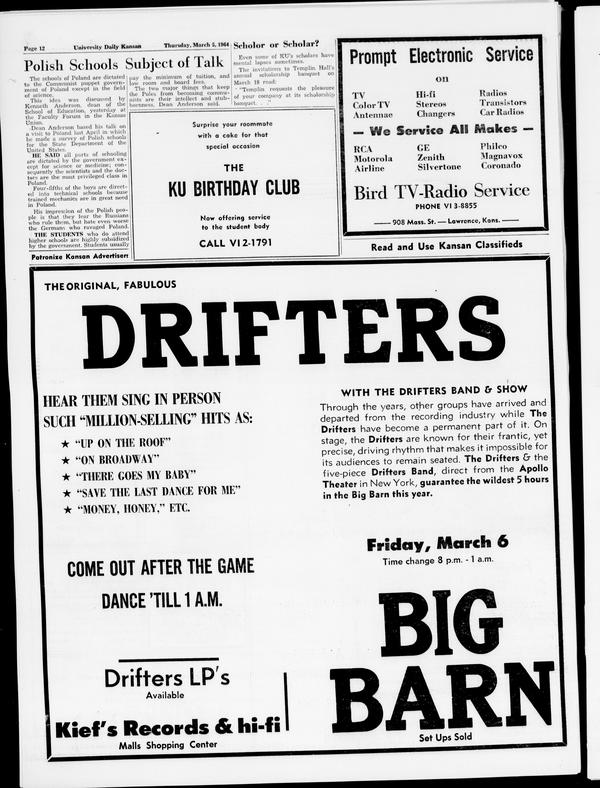 Page 12 University Daily Kansan Thursday, March 5, 1964
Polish Schools Subject of Talk
The schools of Poland are dictated
to the Communist puppet govern-
ment of Poland except in the field
of science.
This idea was discussed by
Kenneth Anderson, dean of the
School of Education, yesterday at
the Faculty Forum in the Kansas
Union.
Dean Anderson based his talk on
a visit to Poland last April in which
he made a survey of Polish schools
for the State Department of the
United States.
HE SAID all parts of schooling
are dictated by the government ex-
cept for science or medicine; con-
sequently the scientists and the doc-
tors are the most privileged class in
Poland.
Four-fifths of the boys are direct-
ed into technical schools because
trained mechanics are in great need
in Poland.
His impression of the Polish peo-
ple is that they fear the Russians
who rule them, but hate even worse
the Germans who ravaged Poland.
THE STUDENTS who do attend
higher schools are highly subsidized
by the government. Students usually
pay the minimum of tuition, and
low room and board fees.
The two major things that keep
the Poles from becoming commu-
nists are their intellect and stub-
bornness, Dean Anderson said.
Patronize Kansan Advertisers
Scholor or Scholar?
Even some of KU's scholars have
mental lapses sometimes.
The invitations to Templin Hall's
annual scholarship banquet on
March 18 read:
"Templin requests the pleasure
of your company at its scholorship
banquet. . .
Surprise your roommate
with a cake for that
special occasion
THE
KU BIRTHDAY CLUB
Now offering service
to the student body
CALL VI 2-1791
Prompt Electronic Service
on
TV Hi-fi Radios
Color TV Stereos Transistors
Antennae Changers Car Radios
— We Service All Makes —
RCA GE Philco
Motorola Zenith Magnavox
Airline Silvertone Coronado
Bird TV-Radio Service
PHONE VI 3-8855
908 Mass. St. — Lawrence, Kans.
Read and Use Kansan Classifieds
THE ORIGINAL, FABULOUS
DRIFTERS
HEAR THEM SING IN PERSON
SUCH "MILLION-SELLING" HITS AS:
★ "UP ON THE ROOF"
★ "ON BROADWAY"
★ "THERE GOES MY BABY"
★ "SAVE THE LAST DANCE FOR ME"
★ "MONEY, HONEY," ETC.
COME OUT AFTER THE GAME
DANCE 'TILL 1 A.M.
Drifters LP's
Available
Kief's Records & hi-fi
Malls Shopping Center
WITH THE DRIFTERS BAND & SHOW
Through the years, other groups have arrived and
departed from the recording industry while The
Drifters have become a permanent part of it. On
stage, the Drifters are known for their frantic, yet
precise, driving rhythm that makes it impossible for
its audiences to remain seated. The Drifters & the
five-piece Drifters Band, direct from the Apollo
Theater in New York, guarantee the wildest 5 hours
in the Big Barn this year.
Friday, March 6
Time change 8 p.m. - 1 a.m.
BIG
BARN
Set Ups Sold